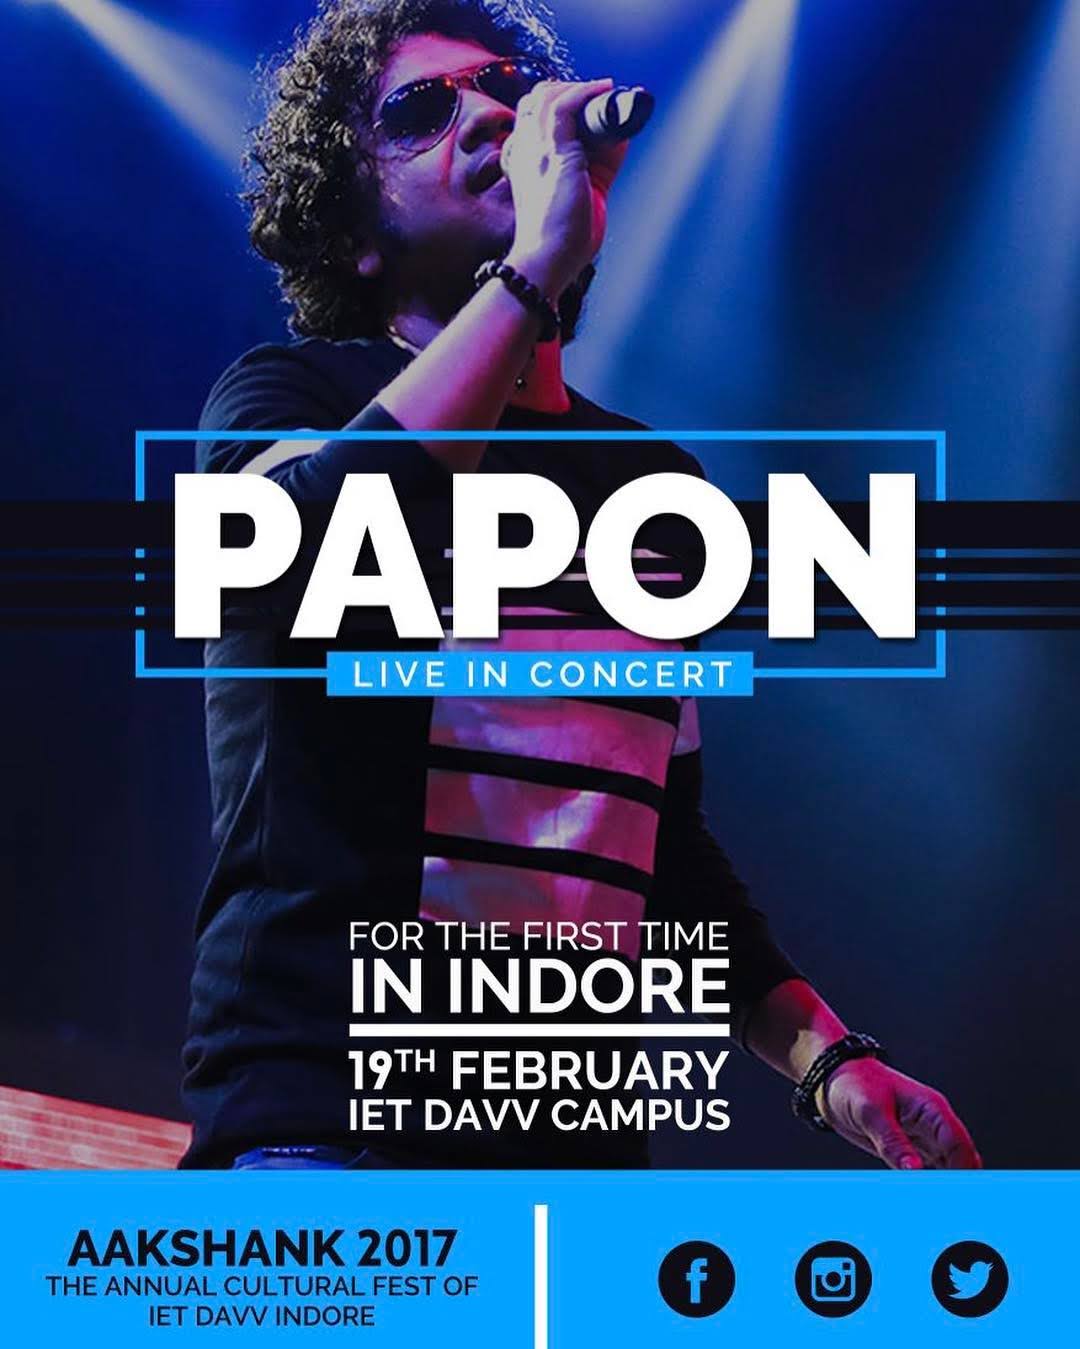 PAPON
LIVE IN CONCERT
FOR THE FIRST TIME
IN INDORE
19TH FEBRUARY
IET DAVV CAMPUS
AAKSHANK 2017
THE ANNUAL CULTURAL FEST OF
IET DAVV INDORE